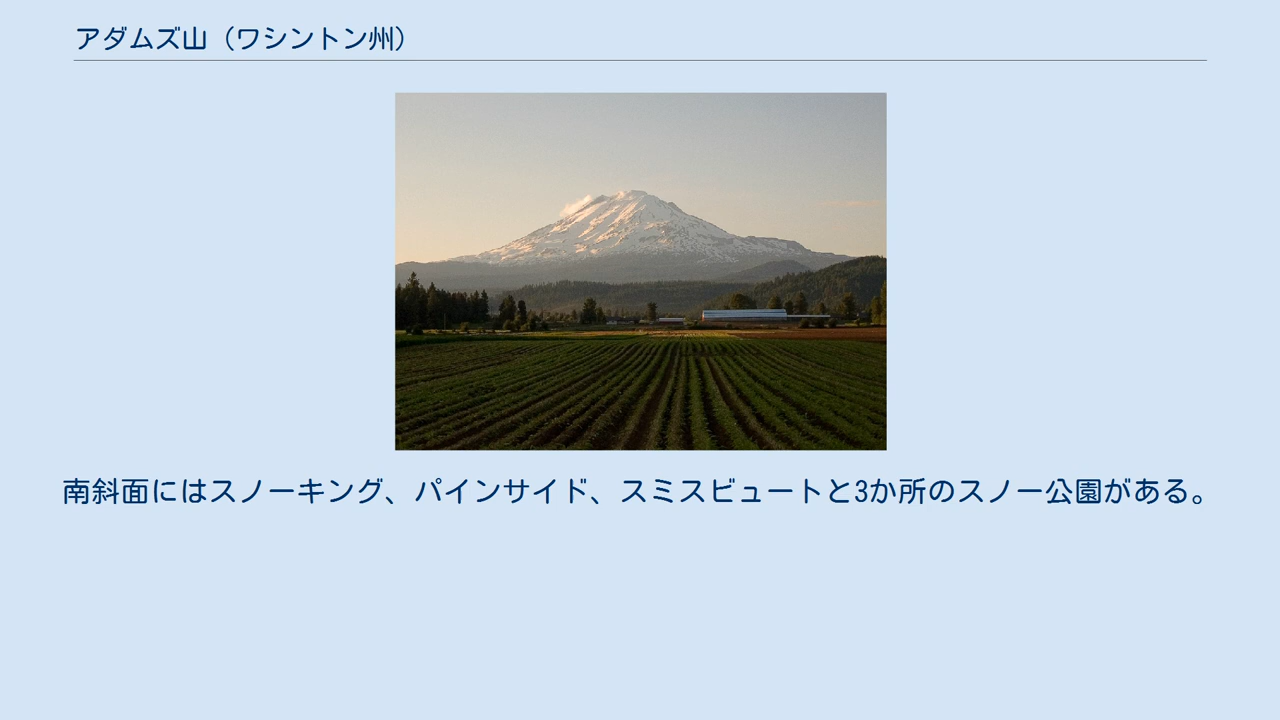 アダムズ山（ワシントン州）
南斜面にはスノーキング、パインサイド、スミスビュートと3か所のスノー公園がある。